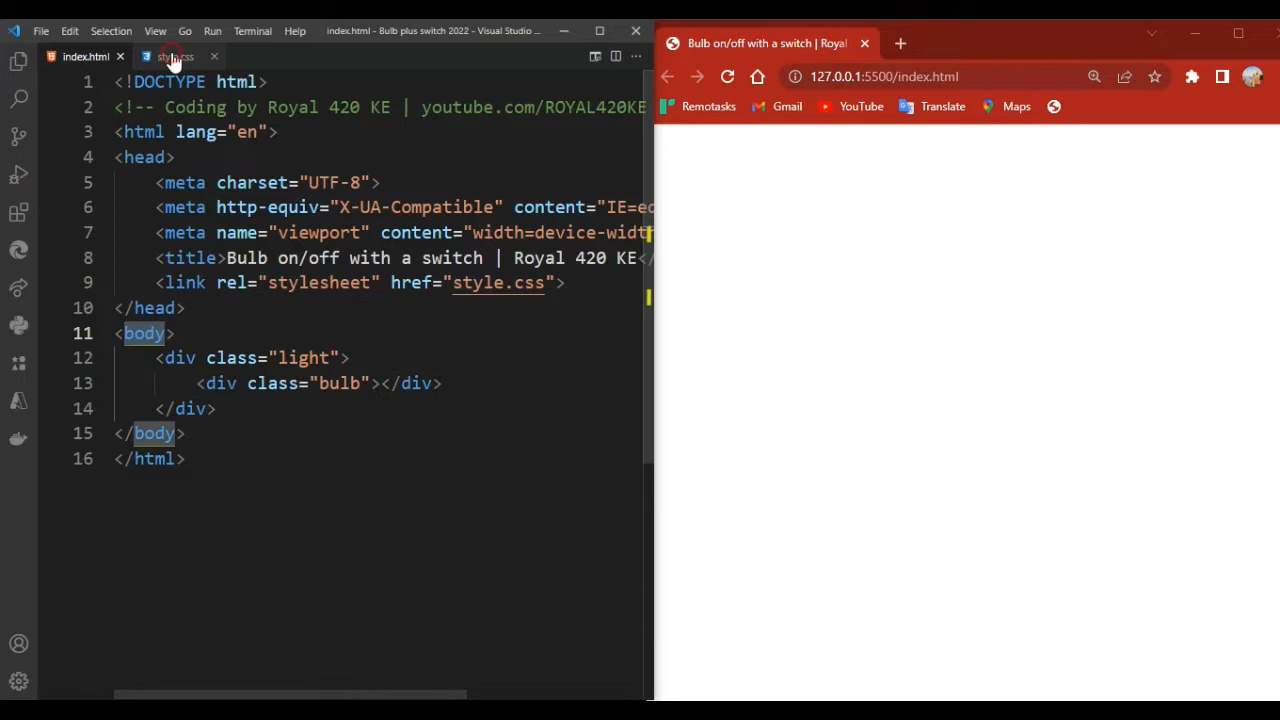 File Edit Selection View Go Run Terminal Help index.html - Bulb plus switch 2022 - Visual Studio ...
index.html style.css
1 <!DOCTYPE html>
2 <!-- Coding by Royal 420 KE | youtube.com/ROYAL420KE
3 <html lang="en">
4 <head>
5 <meta charset="UTF-8">
6 <meta http-equiv="X-UA-Compatible" content="IE=ed
7 <meta name="viewport" content="width=device-widt
8 <title>Bulb on/off with a switch | Royal 420 KE</
9 <link rel="stylesheet" href="style.css">
10 </head>
11 <body>
12 <div class="light">
13 <div class="bulb"></div>
14 </div>
15 </body>
16 </html>
Bulb on/off with a switch | Royal
127.0.0.1:5500/index.html
Remotasks Gmail YouTube Translate Maps